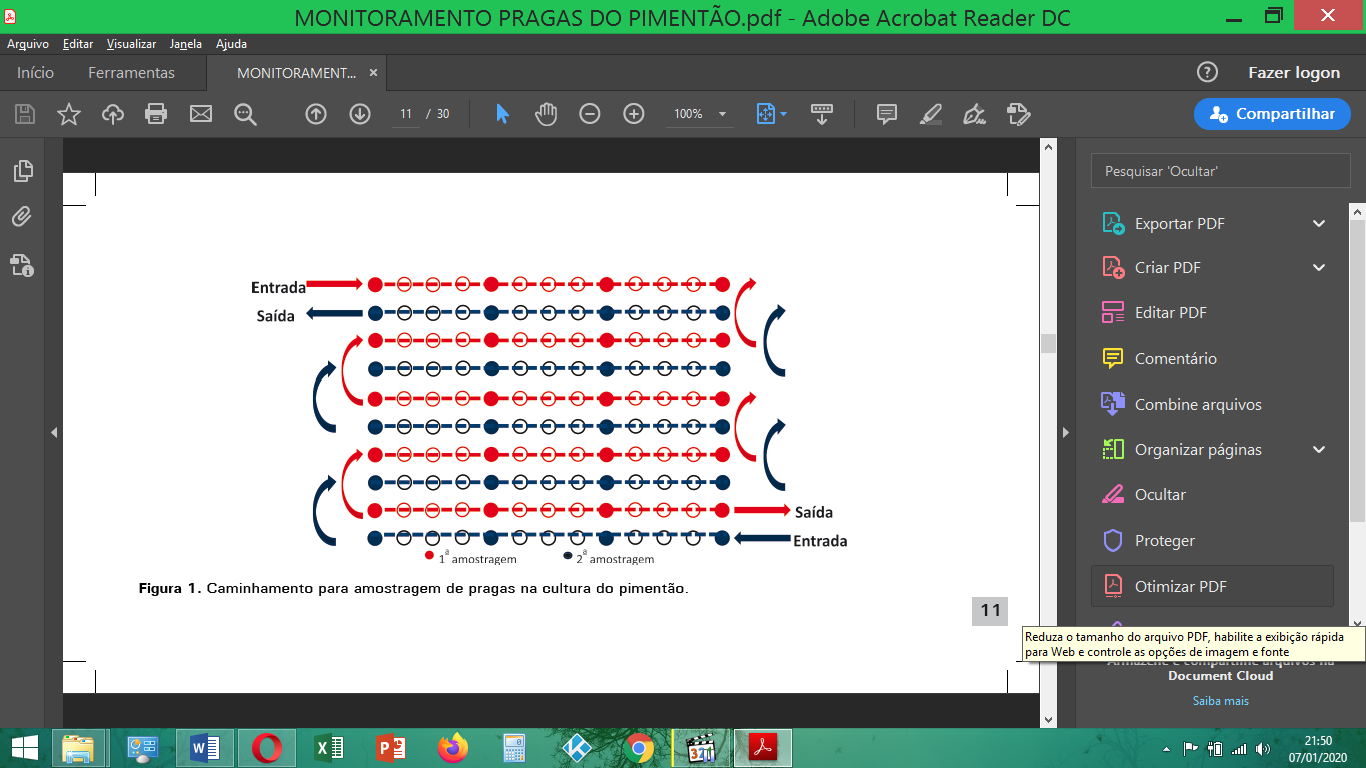 MONITORAMENTO PRAGAS DO PIMENTÃO.pdf - Adobe Acrobat Reader DC
Arquivo Editar Visualizar Janela Ajuda
Início Ferramentas MONITORAMENT... × Fazer logon
11 / 30 100% Compartilhar
Pesquisar 'Ocultar'
Exportar PDF
Criar PDF
Editar PDF
Comentário
Combine arquivos
Organizar páginas
Ocultar
Proteger
Otimizar PDF
Reduza o tamanho do arquivo PDF, habilite a exibição rápida
para Web e controle as opções de imagem e fonte
Armazene e compartilhe arquivos na
Document Cloud
Saiba mais
Entrada
Saída
Saída
Entrada
1ª amostragem 2ª amostragem
Figura 1. Caminhamento para amostragem de pragas na cultura do pimentão.
11
321
21:50
07/01/2020